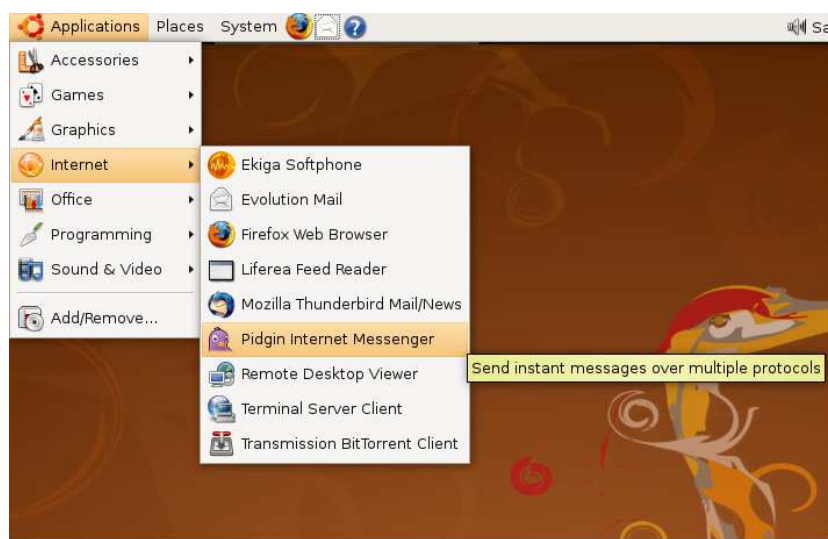 Applications Places System
Accessories
Games
Graphics
Internet
Office
Programming
Sound & Video
Add/Remove...
Ekiga Softphone
Evolution Mail
Firefox Web Browser
Liferea Feed Reader
Mozilla Thunderbird Mail/News
Pidgin Internet Messenger
Remote Desktop Viewer
Terminal Server Client
Transmission BitTorrent Client
Send instant messages over multiple protocols